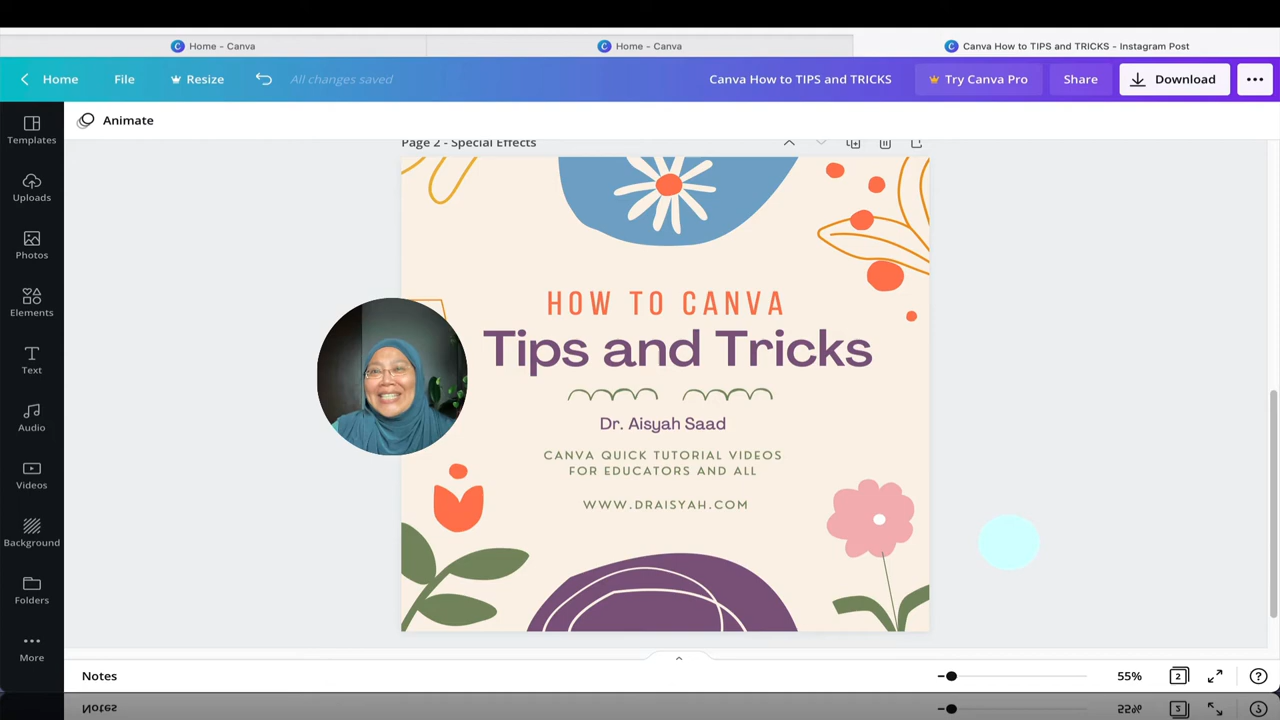 Home - Canva
Home - Canva
Canva How to TIPS and TRICKS - Instagram Post
Home
File
Resize
All changes saved
Canva How to TIPS and TRICKS
Try Canva Pro
Share
Download
Animate
Templates
Uploads
Photos
Elements
Text
Audio
Videos
Background
Folders
More
Page 2 - Special Effects
HOW TO CANVA
Tips and Tricks
Dr. Aisyah Saad
CANVA QUICK TUTORIAL VIDEOS
FOR EDUCATORS AND ALL
WWW.DRAISYAH.COM
Notes
55%
2
Notes
55%
2